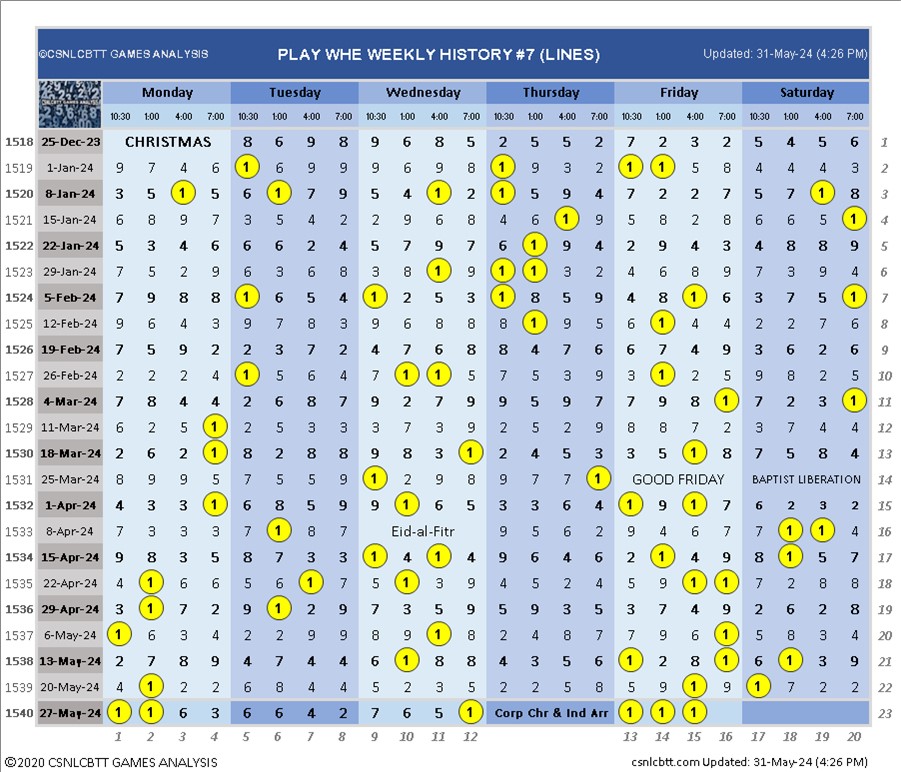 ©CSNLCBTT GAMES ANALYSIS PLAY WHE WEEKLY HISTORY #7 (LINES) Updated: 31-May-24 (4:26 PM)
Monday Tuesday Wednesday Thursday Friday Saturday
10:30 1:00 4:00 7:00 10:30 1:00 4:00 7:00 10:30 1:00 4:00 7:00 10:30 1:00 4:00 7:00 10:30 1:00 4:00 7:00 10:30 1:00 4:00 7:00
1518 25-Dec-23 CHRISTMAS 8 6 9 8 9 6 8 5 2 5 5 2 7 2 3 2 5 4 5 6 1
1519 1-Jan-24 9 7 4 6 1 6 9 9 9 6 9 8 1 9 3 2 1 1 5 8 4 4 4 3 2
1520 8-Jan-24 3 5 1 5 6 1 7 9 5 4 1 2 1 5 9 4 7 2 2 7 5 7 1 8 3
1521 15-Jan-24 6 8 9 7 3 5 4 2 2 9 6 8 4 6 1 9 5 8 2 8 6 6 5 1 4
1522 22-Jan-24 5 3 4 6 6 6 2 4 5 7 9 7 6 1 9 4 2 9 4 3 4 8 8 9 5
1523 29-Jan-24 7 5 2 9 6 3 6 8 3 8 1 9 1 1 3 2 4 6 8 9 7 3 9 4 6
1524 5-Feb-24 7 9 8 8 1 6 5 4 1 2 5 3 1 8 5 9 4 8 1 6 3 7 5 1 7
1525 12-Feb-24 9 6 4 3 9 7 8 3 9 6 8 8 8 1 9 5 6 1 4 4 2 2 7 6 8
1526 19-Feb-24 7 5 9 2 2 3 7 2 4 7 6 8 8 4 7 6 6 7 4 9 3 6 2 6 9
1527 26-Feb-24 2 2 2 4 1 5 6 4 7 1 1 5 7 5 3 9 3 1 2 5 9 8 2 5 10
1528 4-Mar-24 7 8 4 4 2 6 8 7 9 2 7 9 9 5 9 7 7 9 8 1 7 2 3 1 11
1529 11-Mar-24 6 2 5 1 2 5 3 3 3 7 3 9 5 2 3 9 8 8 7 2 3 7 4 4 12
1530 18-Mar-24 2 6 2 1 8 2 8 8 9 8 3 1 2 4 5 3 3 5 1 8 7 5 8 4 13
1531 25-Mar-24 8 9 9 5 7 5 5 9 1 2 9 8 9 7 7 1 GOOD FRIDAY BAPTIST LIBERATION 14
1532 1-Apr-24 4 3 3 1 6 8 5 9 9 1 6 5 3 3 6 4 1 9 1 7 6 2 3 2 15
1533 8-Apr-24 7 3 3 3 7 1 8 7 Eid-al-Fitr 9 5 6 2 9 4 6 7 7 1 1 4 16
1534 15-Apr-24 9 8 3 5 8 7 3 3 1 4 1 4 9 6 4 6 2 1 4 9 8 1 5 7 17
1535 22-Apr-24 4 1 6 6 5 6 1 7 5 1 3 9 4 5 2 4 9 5 1 1 7 2 8 8 18
1536 29-Apr-24 3 1 7 2 9 1 2 9 7 3 5 9 5 9 3 5 3 7 4 9 2 6 2 8 19
1537 6-May-24 1 6 3 4 2 2 9 9 8 9 1 8 2 4 8 7 7 9 6 1 5 8 3 4 20
1538 13-May-24 2 7 8 9 4 7 4 4 6 1 8 8 4 3 5 6 1 2 8 1 6 1 3 9 21
1539 20-May-24 4 1 2 2 6 8 4 4 5 2 3 5 2 2 5 8 5 9 1 9 1 7 2 2 22
1540 27-May-24 1 1 6 3 6 6 4 2 7 6 5 1 Corp Chr & Ind Arr 1 1 1 23
1 2 3 4 5 6 7 8 9 10 11 12 13 14 15 16 17 18 19 20
©2020 CSNLCBTT GAMES ANALYSIS csnlcbtt.com Updated: 31-May-24 (4:26 PM)